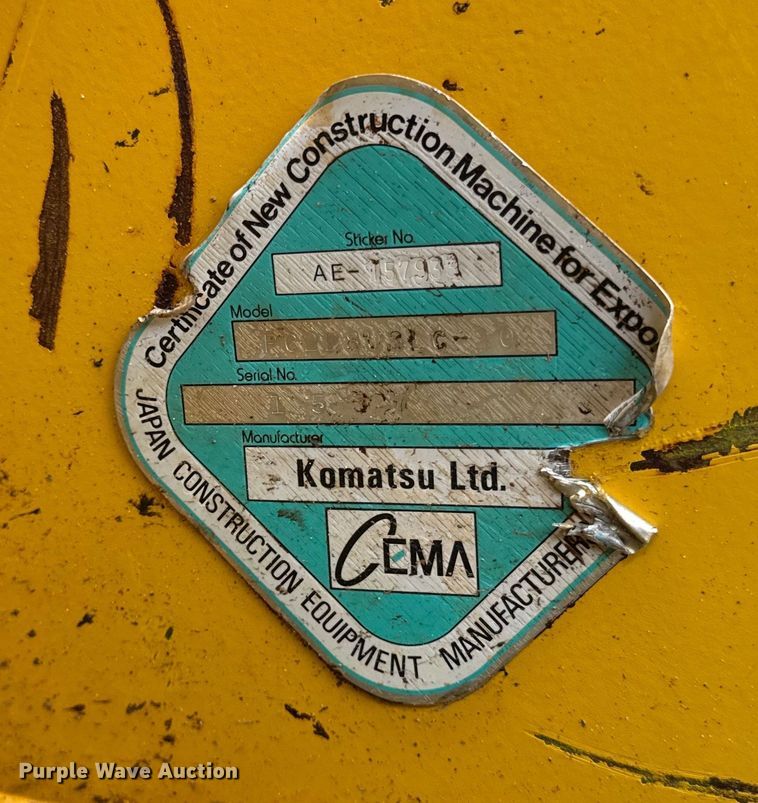 Certificate of New Construction Machine for Expo
Sticker No.
AE-
Model
Serial No.
Manufacturer
Komatsu Ltd.
CEMA
JAPAN CONSTRUCTION EQUIPMENT MANUFACTURER
Purple Wave Auction